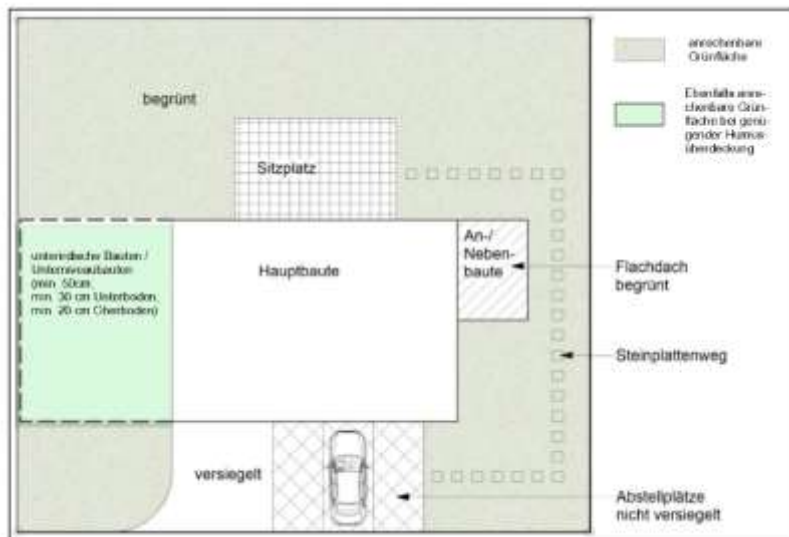 anrechenbare
Grünfläche
begrünt
Ebenfalls anre-
chenbare Grün-
fläche bei genü-
gender Humus-
überdeckung
Sitzplatz
An-/
Neben-
baute
unterirdische Bauten /
Unterniveaubauten
(min. 50cm,
min. 30 cm Unterboden,
min. 20 cm Oberboden)
Hauptbaute
Flachdach
begrünt
Steinplattenweg
versiegelt
Abstellplätze
nicht versiegelt